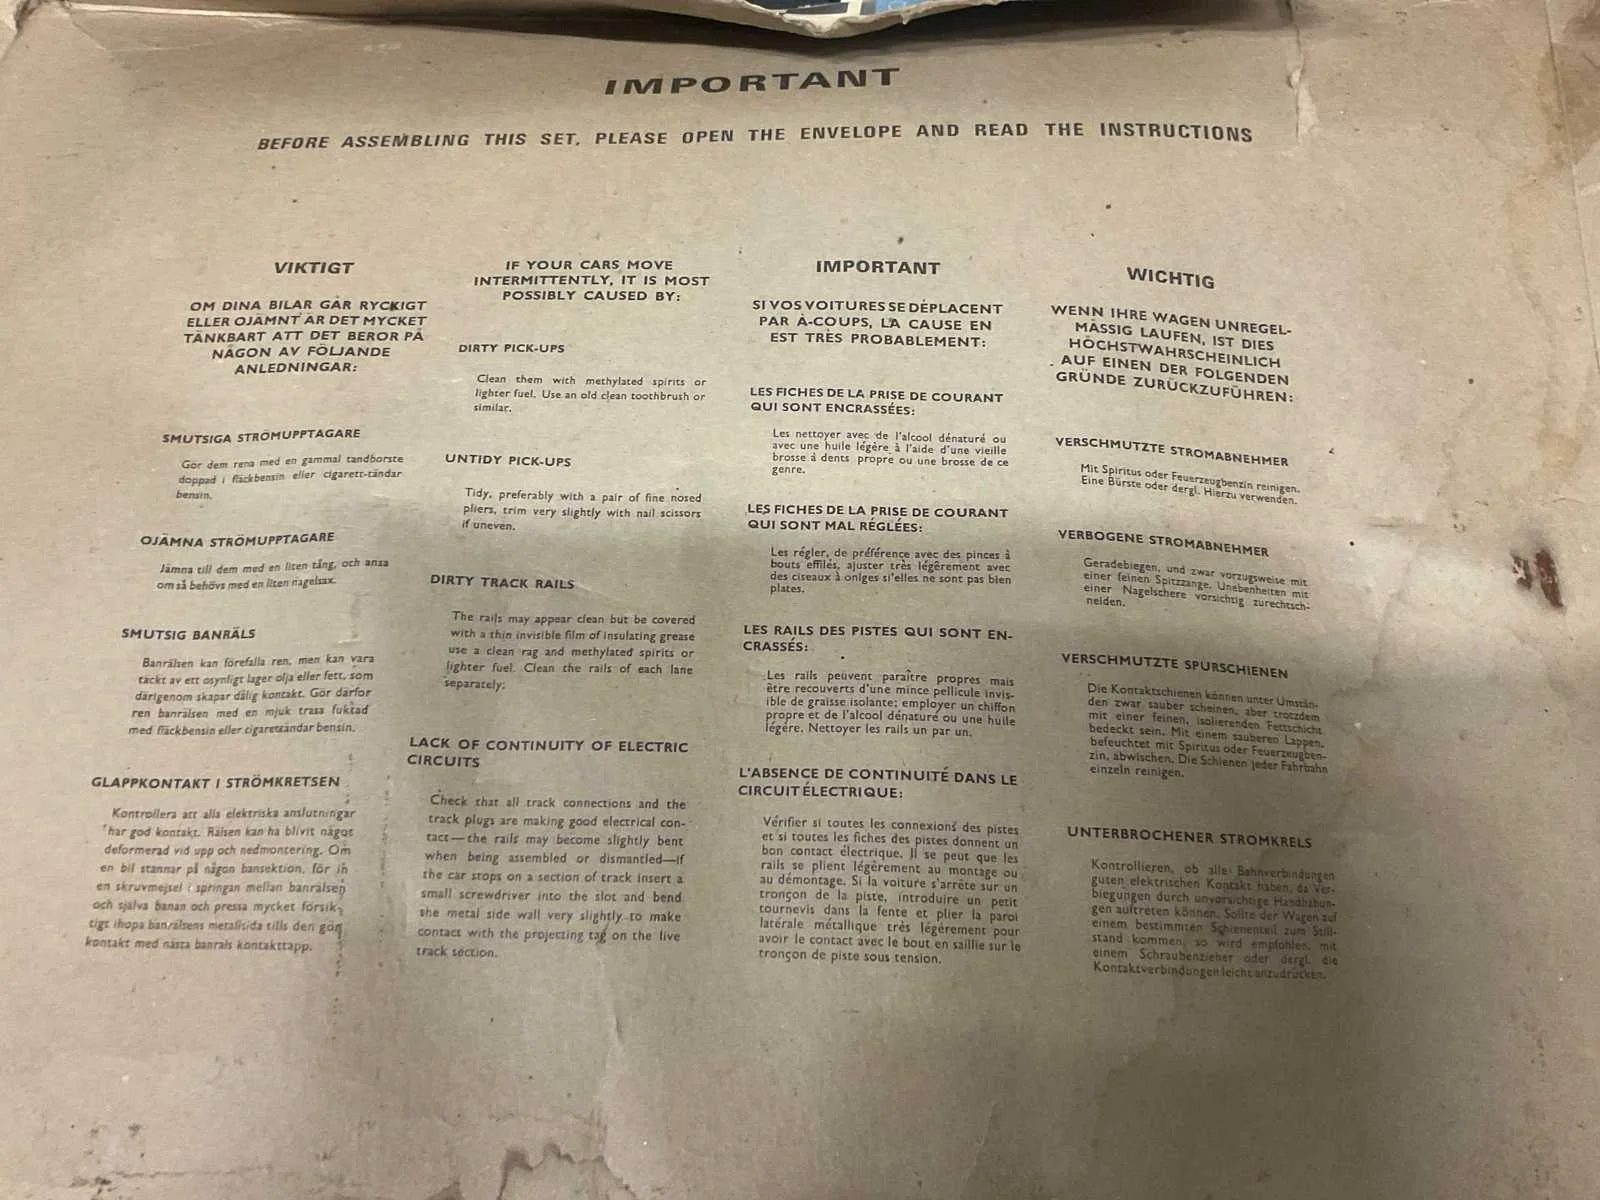 IMPORTANT
BEFORE ASSEMBLING THIS SET, PLEASE OPEN THE ENVELOPE AND READ THE INSTRUCTIONS
VIKTIGT
OM DINA BILAR GÅR RYCKIGT
ELLER OJÄMNT ÄR DET MYCKET
TÄNKBART ATT DET BEROR PÅ
NÅGON AV FÖLJANDE
ANLEDNINGAR:
SMUTSIGA STRÖMUPPTAGARE
Gör dem rena med en gammal tandborste
doppad i fläckbensin eller cigarett-tändar
bensin.
OJÄMNA STRÖMUPPTAGARE
Jämna till dem med en liten tång, och ansa
om så behövs med en liten nagelsax.
SMUTSIG BANRÄLS
Banrälsen kan förefalla ren, men kan vara
täckt av ett osynligt lager olja eller fett, som
därigenom skapar dålig kontakt. Gör därför
ren banrälsen med en mjuk trasa fuktad
med fläckbensin eller cigarettändar bensin.
GLAPPKONTAKT I STRÖMKRETSEN
Kontrollera att alla elektriska anslutningar
har god kontakt. Rälsen kan ha blivit något
deformerad vid upp och nedmontering. Om
en bil stannar på någon bansektion, för in
en skruvmejsel i springan mellan banrälsen
och själva banan och pressa mycket försik-
tigt ihopa banrälsens metallsida tills den gör
kontakt med nästa banräls kontakttapp.
IF YOUR CARS MOVE
INTERMITTENTLY, IT IS MOST
POSSIBLY CAUSED BY:
DIRTY PICK-UPS
Clean them with methylated spirits or
lighter fuel. Use an old clean toothbrush or
similar.
UNTIDY PICK-UPS
Tidy, preferably with a pair of fine nosed
pliers, trim very slightly with nail scissors
if uneven.
DIRTY TRACK RAILS
The rails may appear clean but be covered
with a thin invisible film of insulating grease
use a clean rag and methylated spirits or
lighter fuel. Clean the rails of each lane
separately.
LACK OF CONTINUITY OF ELECTRIC
CIRCUITS
Check that all track connections and the
track plugs are making good electrical con-
tact—the rails may become slightly bent
when being assembled or dismantled—if
the car stops on a section of track insert a
small screwdriver into the slot and bend
the metal side wall very slightly to make
contact with the projecting tag on the live
track section.
IMPORTANT
SI VOS VOITURES SE DÉPLACENT
PAR À-COUPS, LA CAUSE EN
EST TRÈS PROBABLEMENT:
LES FICHES DE LA PRISE DE COURANT
QUI SONT ENCRASSÉES:
Les nettoyer avec de l'alcool dénaturé ou
avec une huile légère à l'aide d'une vieille
brosse à dents propre ou une brosse de ce
genre.
LES FICHES DE LA PRISE DE COURANT
QUI SONT MAL RÉGLÉES:
Les régler, de préférence avec des pinces à
bouts effilés, ajuster très légèrement avec
des ciseaux à onlges si'elles ne sont pas bien
plates.
LES RAILS DES PISTES QUI SONT EN-
CRASSÉS:
Les rails peuvent paraître propres mais
être recouverts d'une mince pellicule invis-
ible de graisse isolante; employer un chiffon
propre et de l'alcool dénaturé ou une huile
légère. Nettoyer les rails un par un.
L'ABSENCE DE CONTINUITÉ DANS LE
CIRCUIT ÉLECTRIQUE:
Vérifier si toutes les connexions des pistes
et si toutes les fiches des pistes donnent un
bon contact électrique. Il se peut que les
rails se plient légèrement au montage ou
au démontage. Si la voiture s'arrête sur un
tronçon de la piste, introduire un petit
tournevis dans la fente et plier la paroi
latérale métallique très légèrement pour
avoir le contact avec le bout en saillie sur le
tronçon de piste sous tension.
WICHTIG
WENN IHRE WAGEN UNREGEL-
MÄSSIG LAUFEN, IST DIES
HÖCHSTWAHRSCHEINLICH
AUF EINEN DER FOLGENDEN
GRÜNDE ZURÜCKZUFÜHREN:
VERSCHMUTZTE STROMABNEHMER
Mit Spiritus oder Feuerzeugbenzin reinigen.
Eine Bürste oder dergl. Hierzu verwenden.
VERBOGENE STROMABNEHMER
Geradebiegen, und zwar vorzugsweise mit
einer feinen Spitzzange. Unebenheiten mit
einer Nagelschere vorsichtig zurechtsch-
neiden.
VERSCHMUTZTE SPURSCHIENEN
Die Kontaktschienen können unter Umstän-
den zwar sauber scheinen, aber trotzdem
mit einer feinen, isolierenden Fettschicht
bedeckt sein. Mit einem sauberen Lappen,
befeuchtet mit Spiritus oder Feuerzeugben-
zin, abwischen. Die Schienen jeder Fahrbahn
einzeln reinigen.
UNTERBROCHENER STROMKRELS
Kontrollieren, ob alle Bahnverbindungen
guten elektrischen Kontakt haben, da Ver-
biegungen durch unvorsichtige Handhabun-
gen auftreten können. Sollte der Wagen auf
einem bestimmten Schienenteil zum Still-
stand kommen, so wird empfohlen, mit
einem Schraubenzieher oder dergl. die
Kontaktverbindungen leicht anzudrücken.